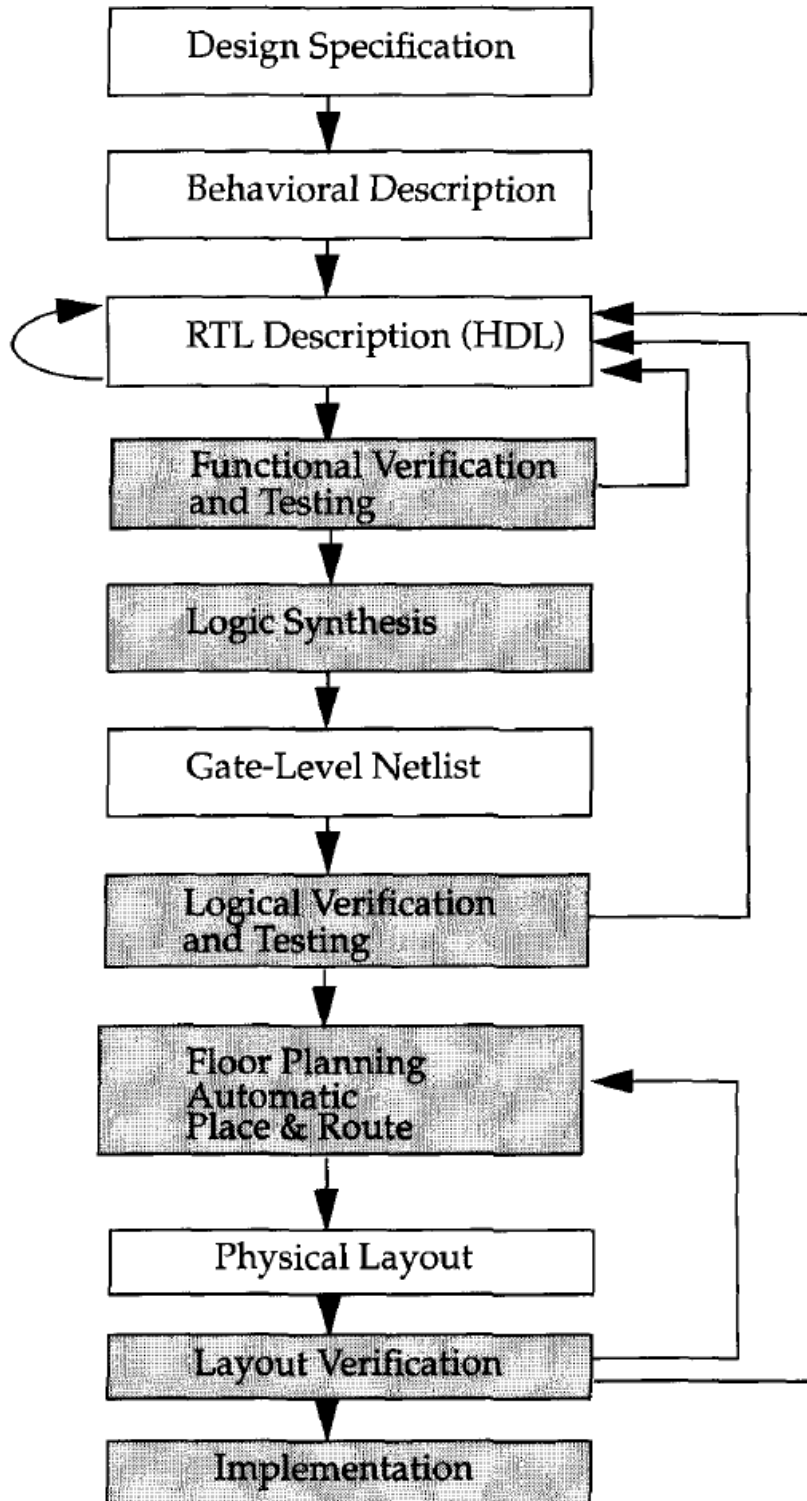 Design Specification
Behavioral Description
RTL Description (HDL)
Functional Verification
and Testing
Logic Synthesis
Gate-Level Netlist
Logical Verification
and Testing
Floor Planning
Automatic
Place & Route
Physical Layout
Layout Verification
Implementation